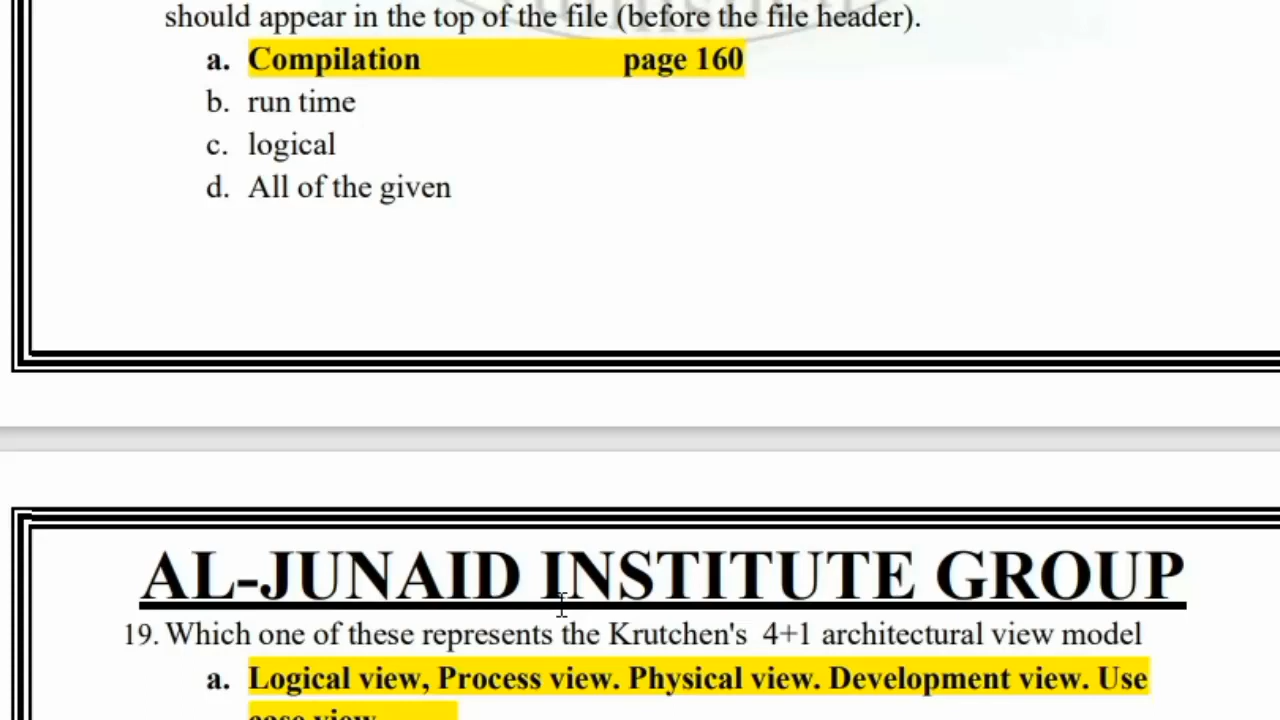 should appear in the top of the file (before the file header).
a. Compilation page 160
b. run time
c. logical
d. All of the given
AL-JUNAID INSTITUTE GROUP
19. Which one of these represents the Krutchen's 4+1 architectural view model
a. Logical view, Process view. Physical view. Development view. Use
case view